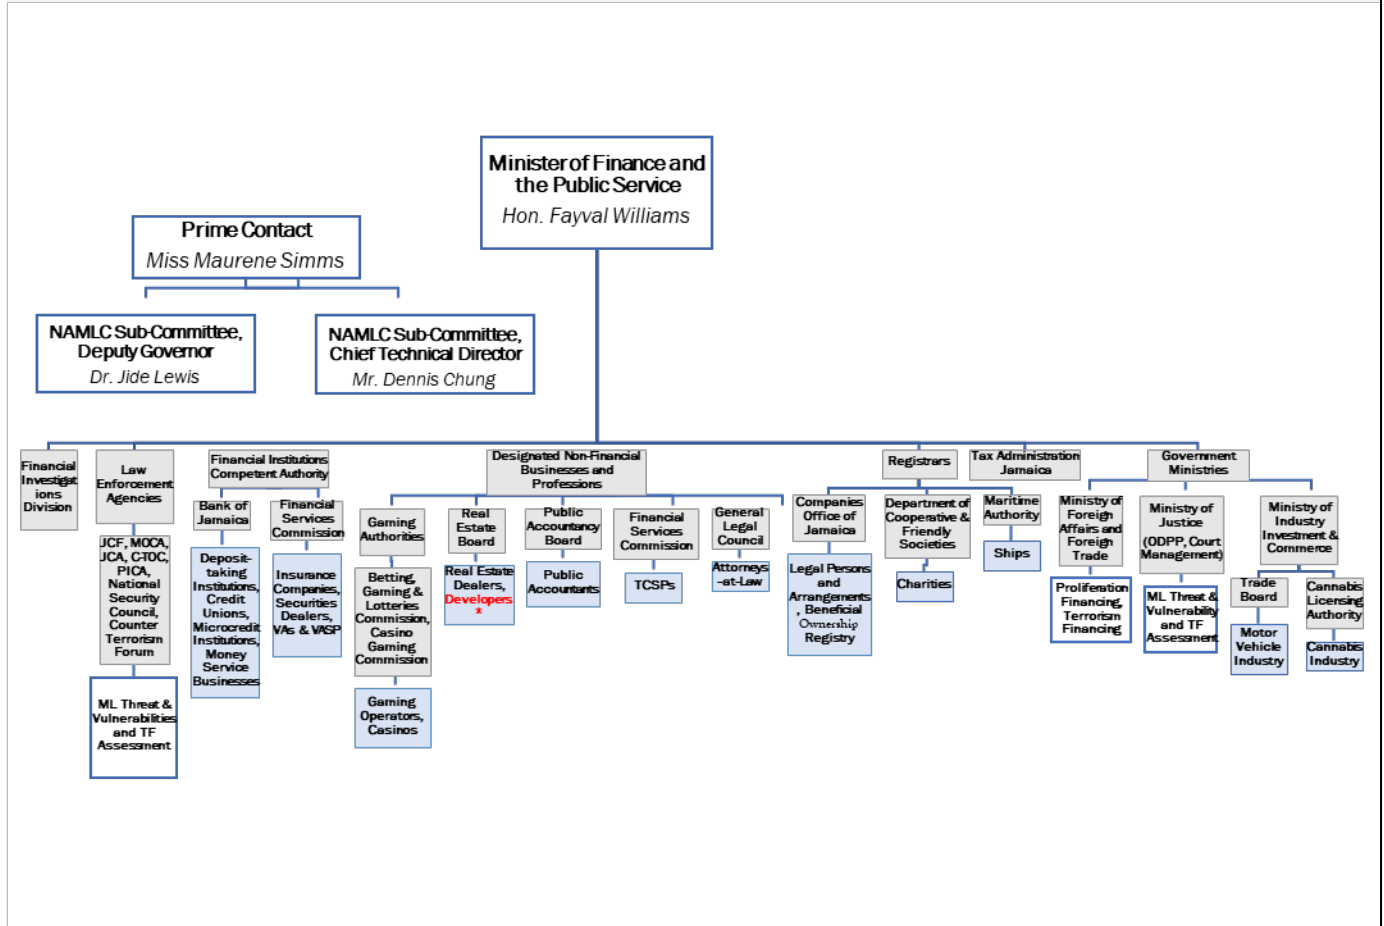 Minister of Finance and
the Public Service
Hon. Fayval Williams
Prime Contact
Miss Maurene Simms
NAMLC Sub-Committee,
Deputy Governor
Dr. Jide Lewis
NAMLC Sub-Committee,
Chief Technical Director
Mr. Dennis Chung
Financial
Investigat
ions
Division
Law
Enforcement
Agencies
JCF, MOCA,
JCA, C-TOC,
PICA,
National
Security
Council,
Counter
Terrorism
Forum
ML Threat &
Vulnerabilities
and TF
Assessment
Financial Institutions
Competent Authority
Bank of
Jamaica
Deposit-
taking
Institutions,
Credit
Unions,
Microcredit
Institutions,
Money
Service
Businesses
Financial
Services
Commission
Insurance
Companies,
Securities
Dealers,
VAs & VASP
Designated Non-Financial
Businesses and
Professions
Gaming
Authorities
Betting,
Gaming &
Lotteries
Commission,
Casino
Gaming
Commission
Gaming
Operators,
Casinos
Real
Estate
Board
Real Estate
Dealers,
Developers
*
Public
Accountancy
Board
Public
Accountants
Financial
Services
Commission
TCSPs
General
Legal
Council
Attorneys
-at-Law
Registrars
Companies
Office of
Jamaica
Legal Persons
and
Arrangements
, Beneficial
Ownership
Registry
Department of
Cooperative &
Friendly
Societies
Charities
Maritime
Authority
Ships
Tax Administration
Jamaica
Government
Ministries
Ministry of
Foreign
Affairs and
Foreign
Trade
Proliferation
Financing,
Terrorism
Financing
Ministry of
Justice
(ODPP, Court
Management)
ML Threat &
Vulnerability
and TF
Assessment
Ministry of
Industry
Investment &
Commerce
Trade
Board
Motor
Vehicle
Industry
Cannabis
Licensing
Authority
Cannabis
Industry